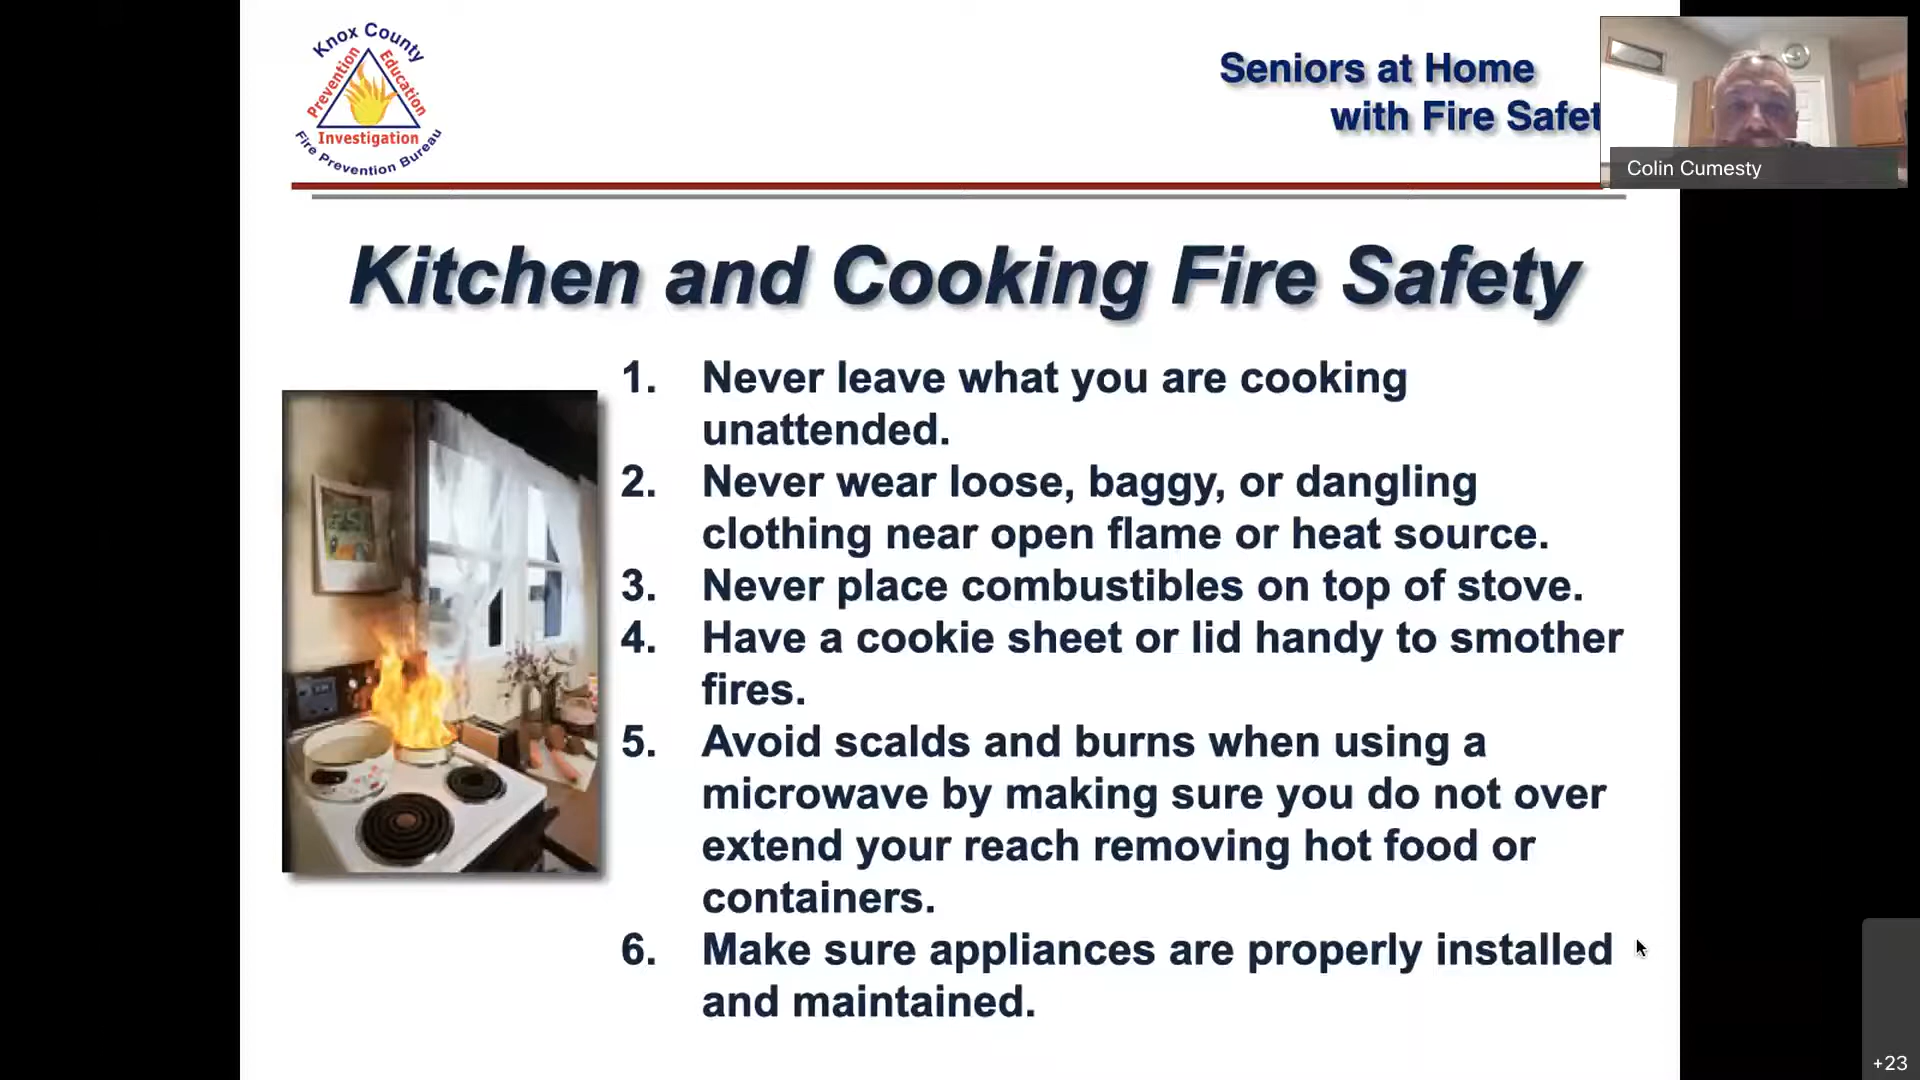 Knox County
Prevention
Education
Investigation
Fire Prevention Bureau
Seniors at Home
with Fire Safet
Colin Cumesty
Kitchen and Cooking Fire Safety
1. Never leave what you are cooking
unattended.
2. Never wear loose, baggy, or dangling
clothing near open flame or heat source.
3. Never place combustibles on top of stove.
4. Have a cookie sheet or lid handy to smother
fires.
5. Avoid scalds and burns when using a
microwave by making sure you do not over
extend your reach removing hot food or
containers.
6. Make sure appliances are properly installed
and maintained.
+23